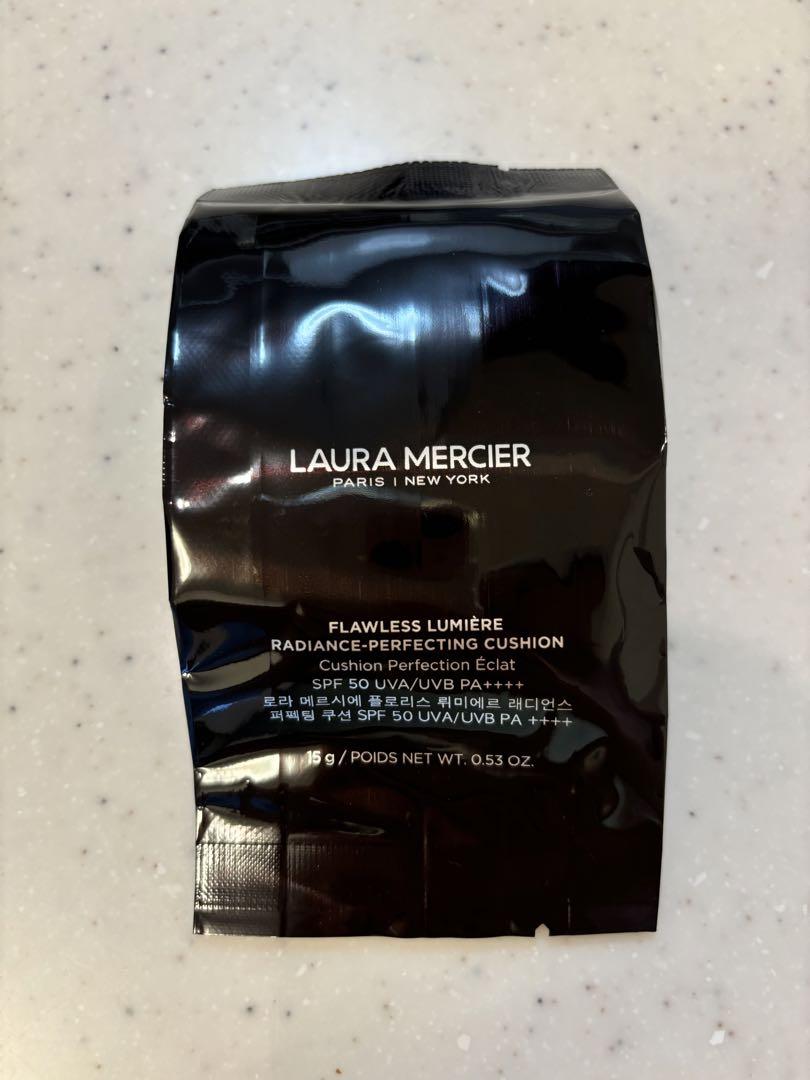 LAURA MERCIER
PARIS | NEW YORK
FLAWLESS LUMIÈRE
RADIANCE-PERFECTING CUSHION
Cushion Perfection Éclat
SPF 50 UVA/UVB PA++++
로라 메르시에 플로리스 뤼미에르 래디언스
퍼펙팅 쿠션 SPF 50 UVA/UVB PA ++++
15 g / POIDS NET WT. 0.53 OZ.